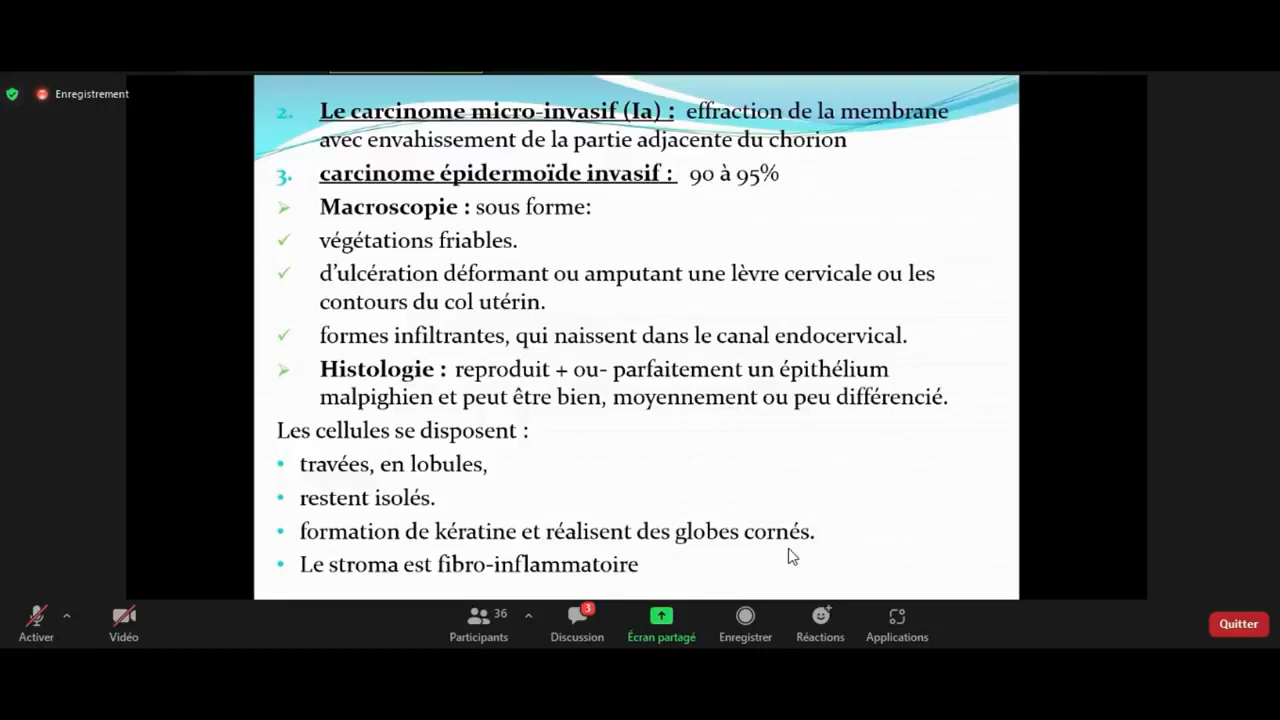 Enregistrement
2. Le carcinome micro-invasif (Ia) : effraction de la membrane
avec envahissement de la partie adjacente du chorion
3. carcinome épidermoïde invasif : 90 à 95%
Macroscopie : sous forme:
végétations friables.
d'ulcération déformant ou amputant une lèvre cervicale ou les
contours du col utérin.
formes infiltrantes, qui naissent dans le canal endocervical.
Histologie : reproduit + ou- parfaitement un épithélium
malpighien et peut être bien, moyennement ou peu différencié.
Les cellules se disposent :
• travées, en lobules,
• restent isolés.
• formation de kératine et réalisent des globes cornés.
• Le stroma est fibro-inflammatoire
36
3
Activer
Vidéo
Participants
Discussion
Écran partagé
Enregistrer
Réactions
Applications
Quitter